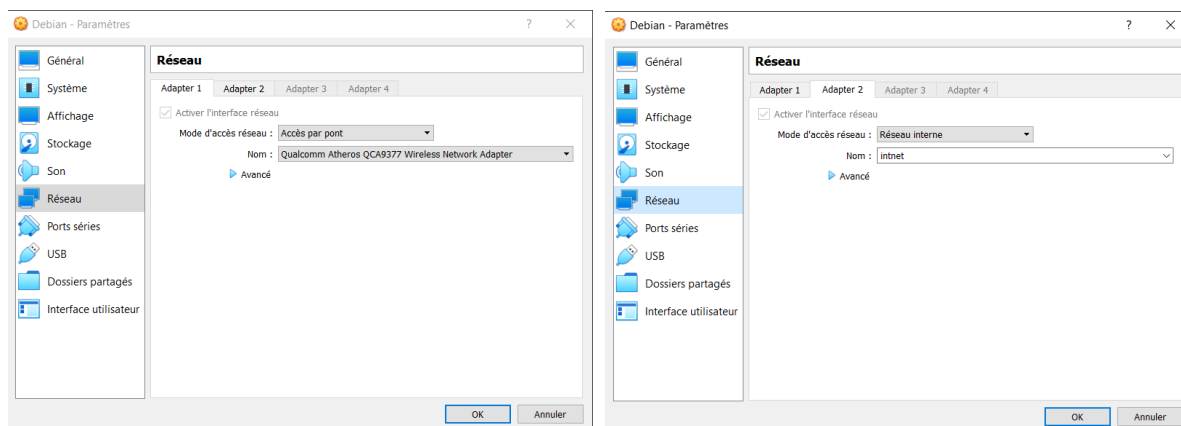 Debian - Paramètres ? ×
Général
Système
Affichage
Stockage
Son
Réseau
Ports séries
USB
Dossiers partagés
Interface utilisateur
Réseau
Adapter 1 Adapter 2 Adapter 3 Adapter 4
Activer l'interface réseau
Mode d'accès réseau : Accès par pont
Nom : Qualcomm Atheros QCA9377 Wireless Network Adapter
Avancé
OK Annuler
Debian - Paramètres ? ×
Général
Système
Affichage
Stockage
Son
Réseau
Ports séries
USB
Dossiers partagés
Interface utilisateur
Réseau
Adapter 1 Adapter 2 Adapter 3 Adapter 4
Activer l'interface réseau
Mode d'accès réseau : Réseau interne
Nom : intnet
Avancé
OK Annuler